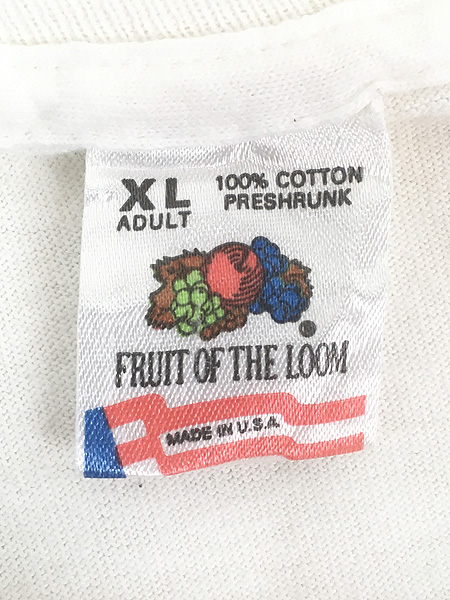 XL
ADULT
100% COTTON
PRESHRUNK
FRUIT OF THE LOOM
MADE IN U.S.A.